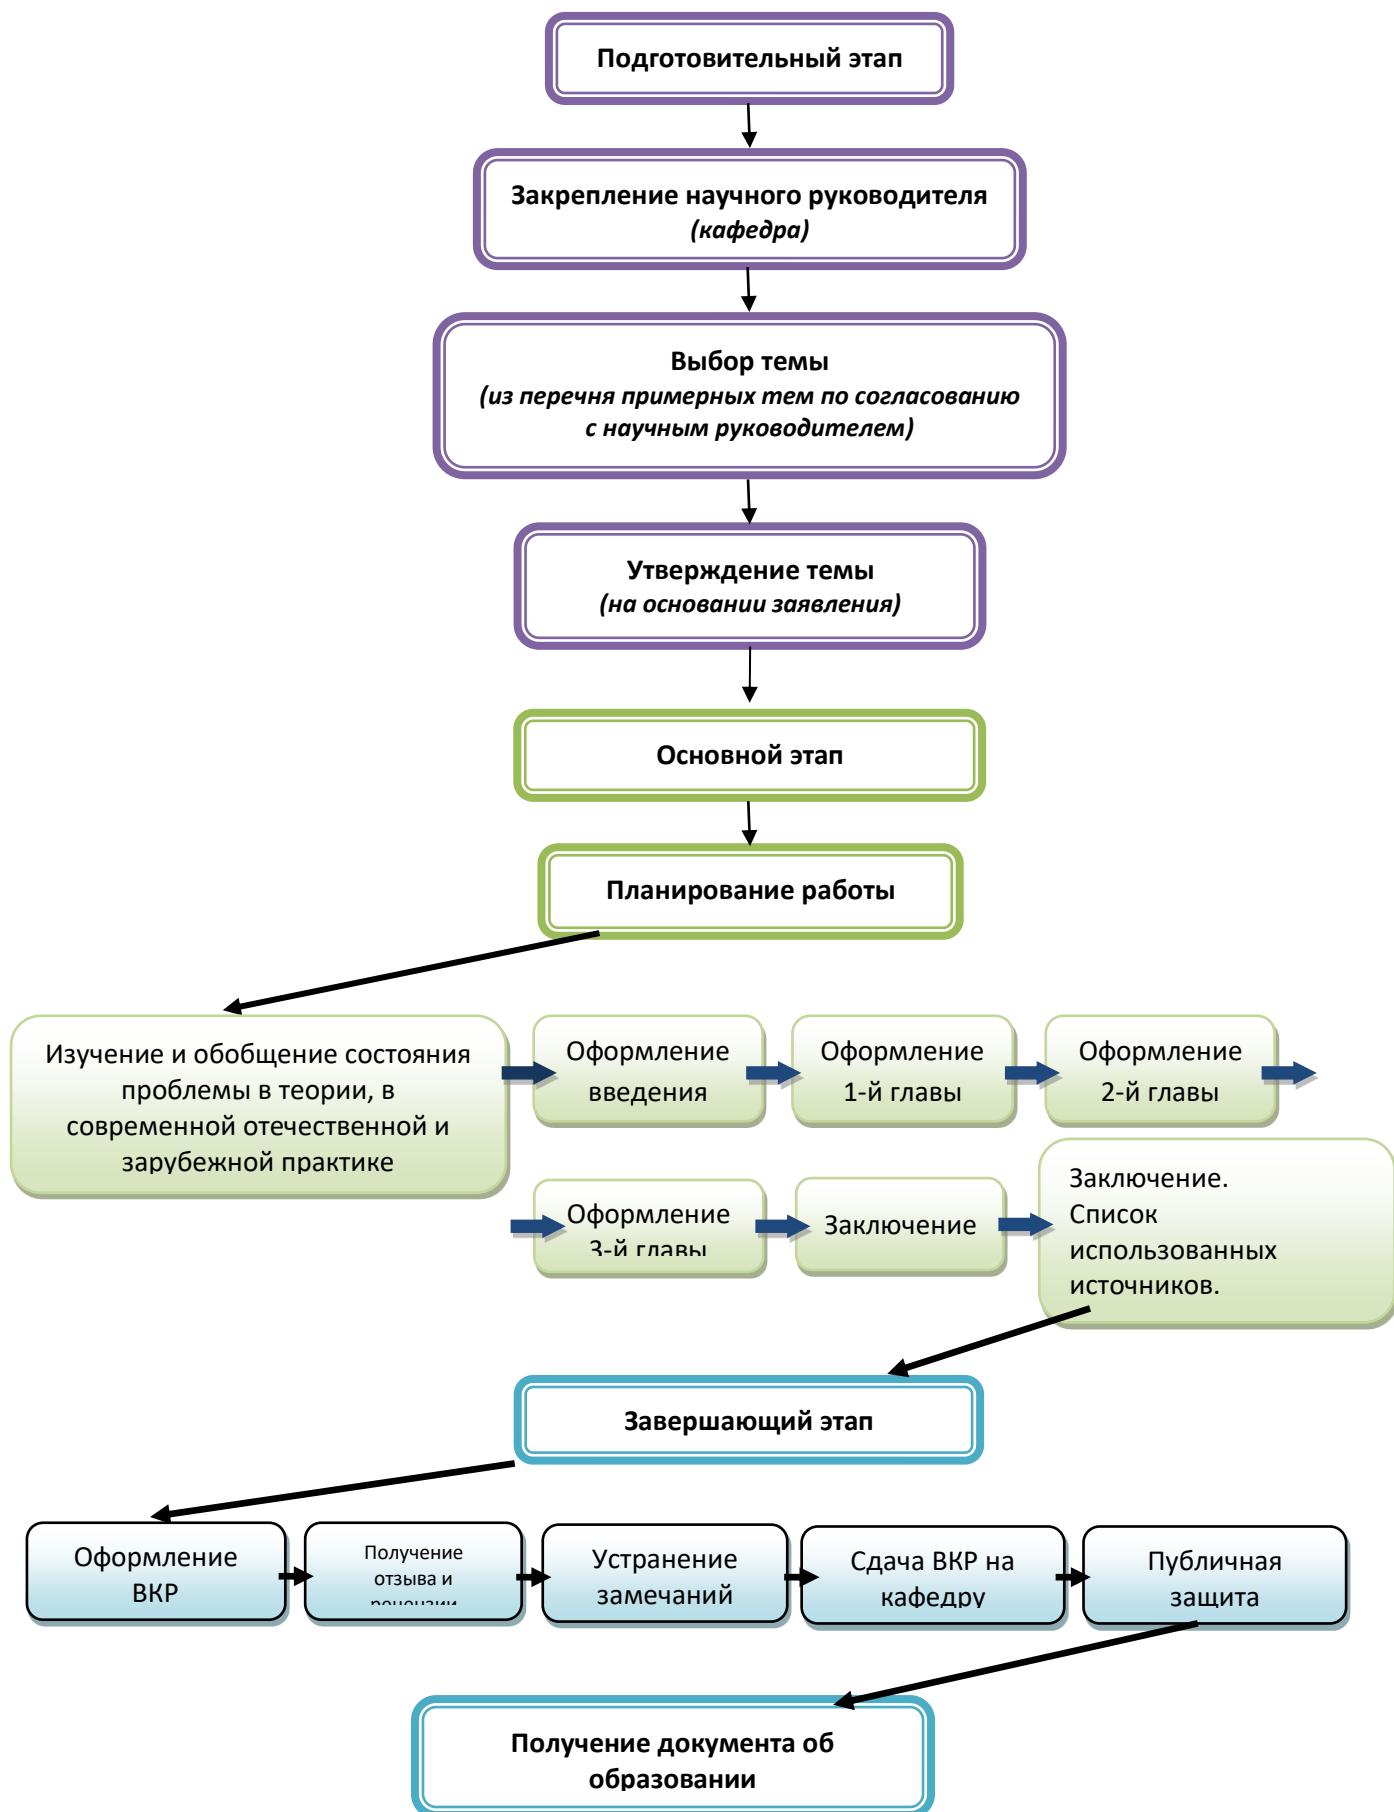 Подготовительный этап
Закрепление научного руководителя
(кафедра)
Выбор темы
(из перечня примерных тем по согласованию
с научным руководителем)
Утверждение темы
(на основании заявления)
Основной этап
Планирование работы
Изучение и обобщение состояния
проблемы в теории, в
современной отечественной и
зарубежной практике
Оформление
введения
Оформление
1-й главы
Оформление
2-й главы
Оформление
3-й главы
Заключение
Заключение.
Список
использованных
источников.
Завершающий этап
Оформление
ВКР
Получение
отзыва и
рецензии
Устранение
замечаний
Сдача ВКР на
кафедру
Публичная
защита
Получение документа об
образовании